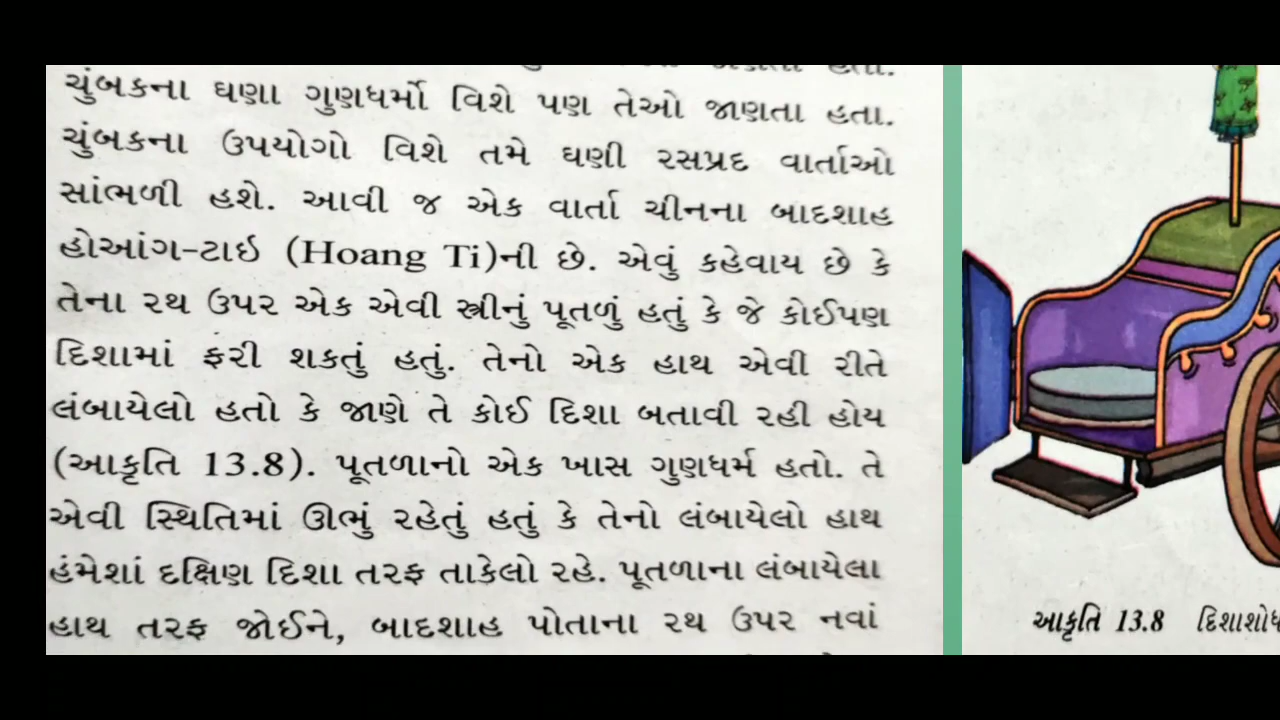 ચુંબકના ઘણા ગુણધર્મો વિશે પણ તેઓ જાણતા હતા.
ચુંબકના ઉપયોગો વિશે તમે ઘણી રસપ્રદ વાર્તાઓ
સાંભળી હશે. આવી જ એક વાર્તા ચીનના બાદશાહ
હોઆંગ-ટાઇ (Hoang Ti)ની છે. એવું કહેવાય છે કે
તેના રથ ઉપર એક એવી સ્ત્રીનું પૂતળું હતું કે જે કોઈપણ
દિશામાં ફરી શકતું હતું. તેનો એક હાથ એવી રીતે
લંબાયેલો હતો કે જાણે તે કોઈ દિશા બતાવી રહી હોય
(આકૃતિ 13.8). પૂતળાનો એક ખાસ ગુણધર્મ હતો. તે
એવી સ્થિતિમાં ઊભું રહેતું હતું કે તેનો લંબાયેલો હાથ
હંમેશાં દક્ષિણ દિશા તરફ તાકેલો રહે. પૂતળાના લંબાયેલા
હાથ તરફ જોઈને, બાદશાહ પોતાના રથ ઉપર નવાં
આકૃતિ 13.8